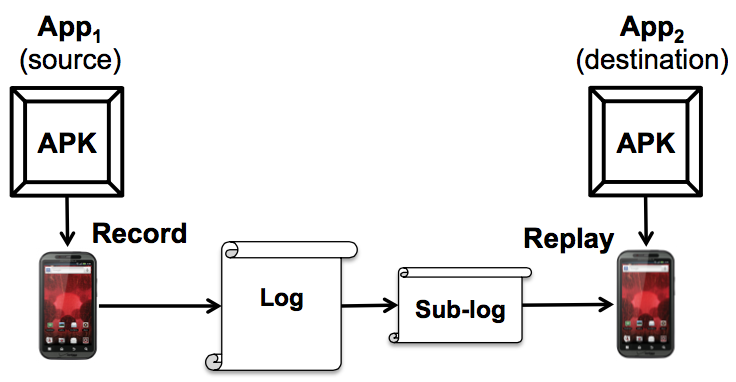 App₁
(source)
App₂
(destination)
APK
APK
Record
Replay
Log
Sub-log